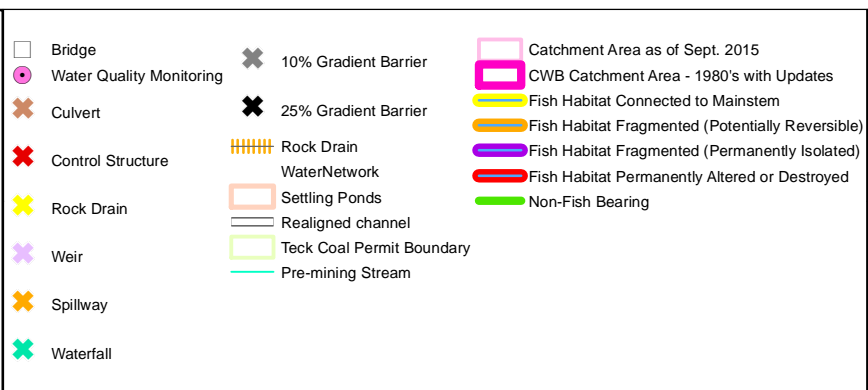 Bridge
Water Quality Monitoring
Culvert
Control Structure
Rock Drain
Weir
Spillway
Waterfall
10% Gradient Barrier
25% Gradient Barrier
Rock Drain
WaterNetwork
Settling Ponds
Realigned channel
Teck Coal Permit Boundary
Pre-mining Stream
Catchment Area as of Sept. 2015
CWB Catchment Area - 1980's with Updates
Fish Habitat Connected to Mainstem
Fish Habitat Fragmented (Potentially Reversible)
Fish Habitat Fragmented (Permanently Isolated)
Fish Habitat Permanently Altered or Destroyed
Non-Fish Bearing